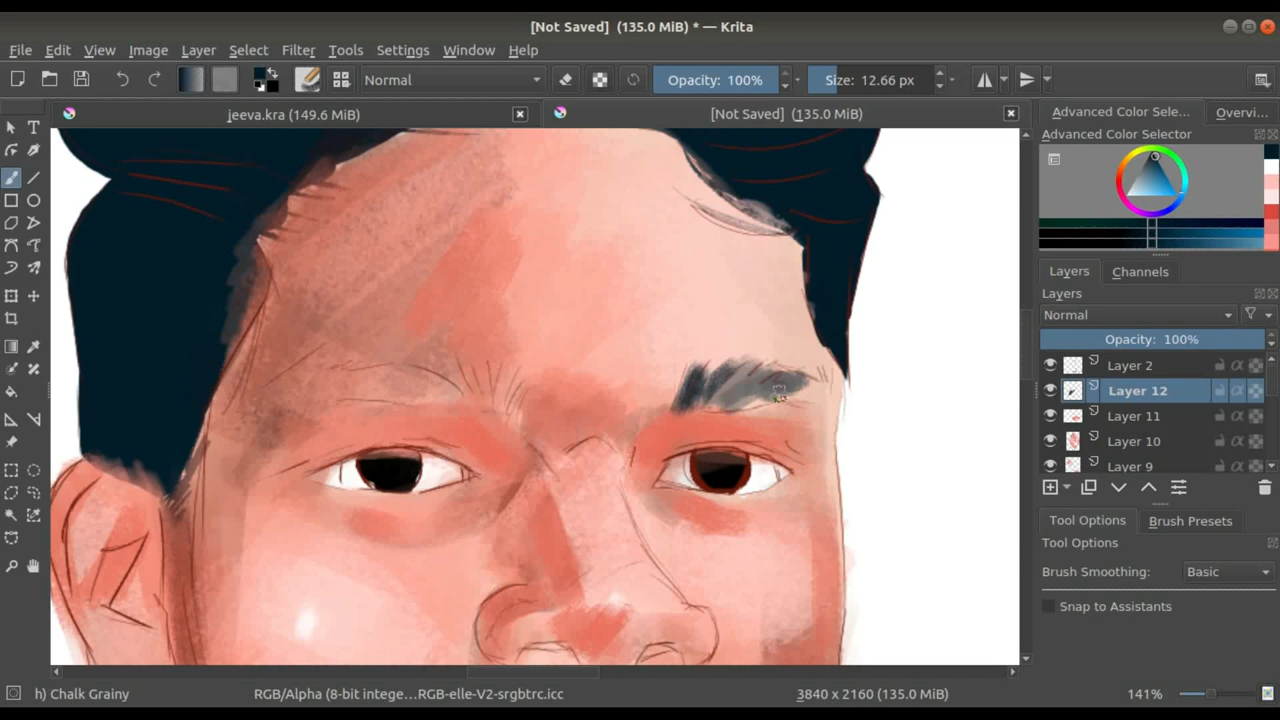 [Not Saved]  (135.0 MiB) * — Krita
File Edit View Image Layer Select Filter Tools Settings Window Help
Normal Opacity: 100% Size: 12.66 px
jeeva.kra (149.6 MiB) [Not Saved]  (135.0 MiB) Advanced Color Sele... Overvi...
Advanced Color Selector
Layers Channels
Layers
Normal
Opacity: 100%
Layer 2
Layer 12
Layer 11
Layer 10
Layer 9
Tool Options Brush Presets
Tool Options
Brush Smoothing: Basic
Snap to Assistants
h) Chalk Grainy RGB/Alpha (8-bit intege...RGB-elle-V2-srgbtrc.icc 3840 x 2160 (135.0 MiB) 141%